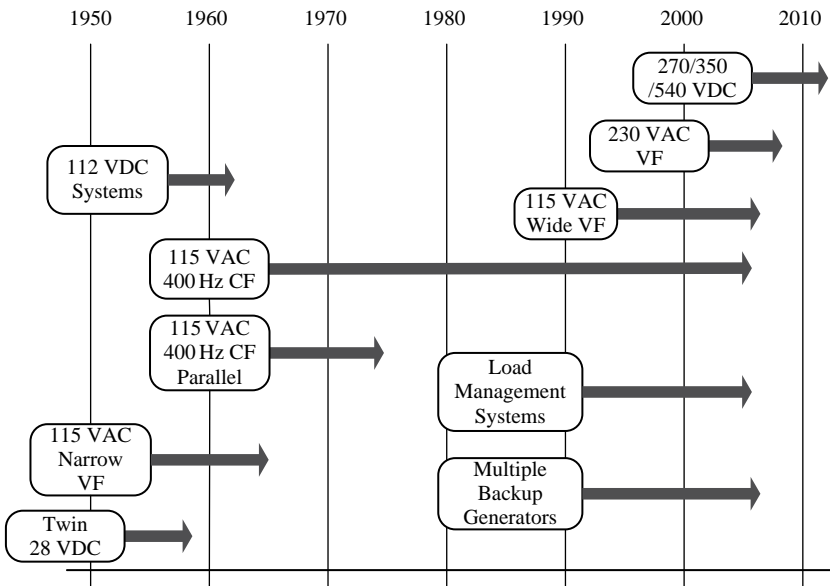 1950 1960 1970 1980 1990 2000 2010
270/350
/540 VDC
230 VAC
VF
112 VDC
Systems
115 VAC
Wide VF
115 VAC
400 Hz CF
115 VAC
400 Hz CF
Parallel
Load
Management
Systems
115 VAC
Narrow
VF
Multiple
Backup
Generators
Twin
28 VDC